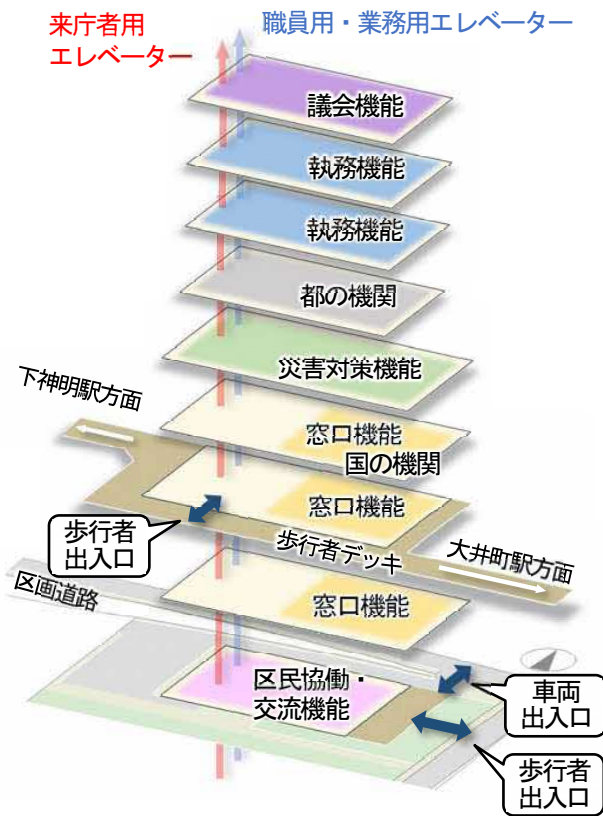 来庁者用
エレベーター
職員用・業務用エレベーター
議会機能
執務機能
執務機能
都の機関
災害対策機能
下神明駅方面
窓口機能
国の機関
窓口機能
歩行者
出入口
歩行者デッキ
大井町駅方面
区画道路
窓口機能
区民協働・
交流機能
車両
出入口
歩行者
出入口